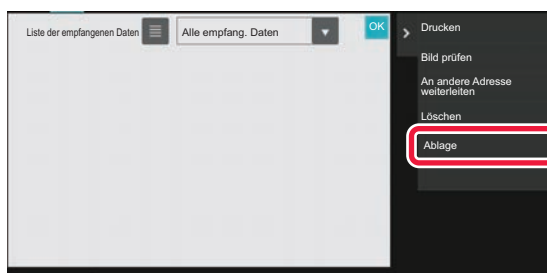 Liste der empfangenen Daten
Alle empfang. Daten
OK
Drucken
Bild prüfen
An andere Adresse
weiterleiten
Löschen
Ablage